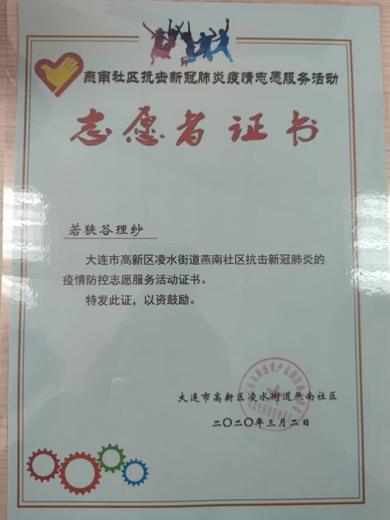 燕南社区抗击新冠肺炎疫情志愿服务活动
志愿者证书
若狭谷理紗
大连市高新区凌水街道燕南社区抗击新冠肺炎的
疫情防控志愿服务活动证书。
特发此证，以资鼓励。
大连市高新区凌水街道燕南社区
二〇二〇年三月二日